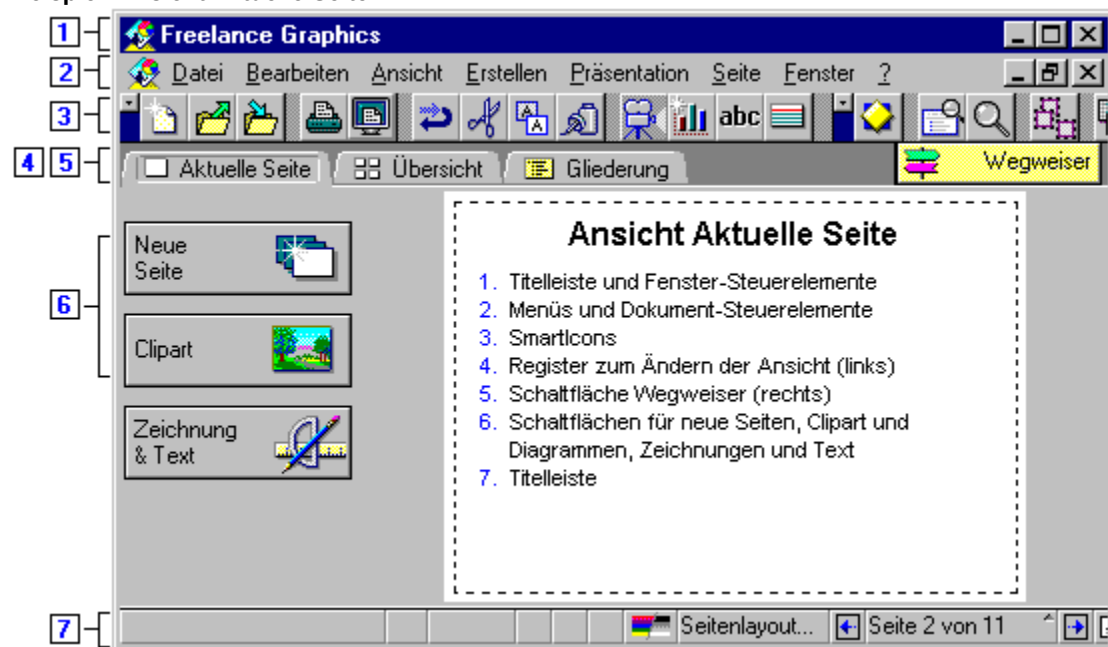 1 Freelance Graphics
2 Datei Bearbeiten Ansicht Erstellen Präsentation Seite Fenster ?
3 abc
4 5 Aktuelle Seite Übersicht Gliederung Wegweiser
6
Neue
Seite
Clipart
Zeichnung
& Text
Ansicht Aktuelle Seite
1. Titelleiste und Fenster-Steuerelemente
2. Menüs und Dokument-Steuerelemente
3. SmartIcons
4. Register zum Ändern der Ansicht (links)
5. Schaltfläche Wegweiser (rechts)
6. Schaltflächen für neue Seiten, Clipart und
Diagrammen, Zeichnungen und Text
7. Titelleiste
7 Seitenlayout... Seite 2 von 11